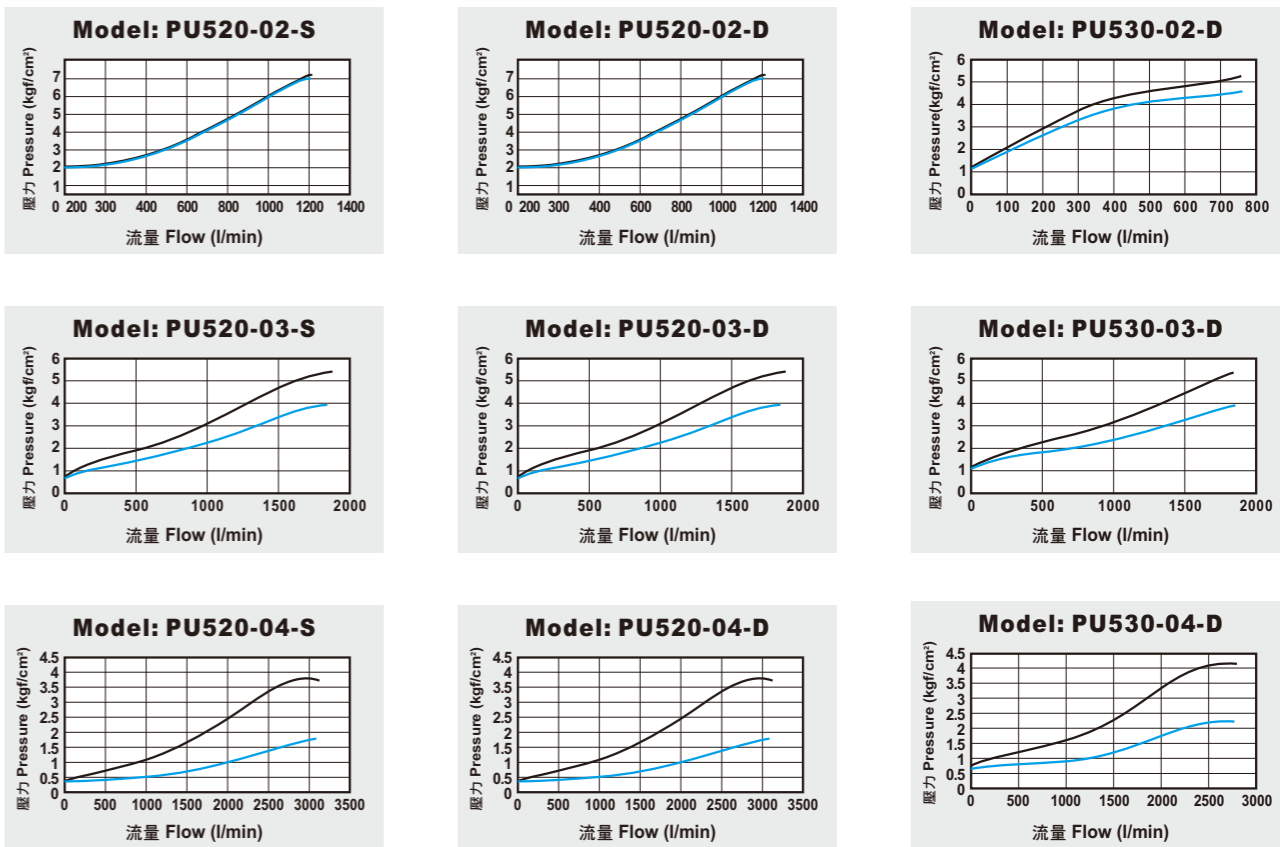 Model: PU520-02-S
壓力 Pressure (kgf/cm²)
7
6
5
4
3
2
1
0 200 300 400 600 800 1000 1200 1400
流量 Flow (l/min)
Model: PU520-02-D
壓力 Pressure (kgf/cm²)
7
6
5
4
3
2
1
0 200 300 400 600 800 1000 1200 1400
流量 Flow (l/min)
Model: PU530-02-D
壓力 Pressure(kgf/cm²)
6
5
4
3
2
1
0
0 100 200 300 400 500 600 700 800
流量 Flow (l/min)
Model: PU520-03-S
壓力 Pressure (kgf/cm²)
6
5
4
3
2
1
0
0 500 1000 1500 2000
流量 Flow (l/min)
Model: PU520-03-D
壓力 Pressure (kgf/cm²)
6
5
4
3
2
1
0
0 500 1000 1500 2000
流量 Flow (l/min)
Model: PU530-03-D
壓力 Pressure (kgf/cm²)
6
5
4
3
2
1
0
0 500 1000 1500 2000
流量 Flow (l/min)
Model: PU520-04-S
壓力 Pressure (kgf/cm²)
4.5
4
3.5
3
2.5
2
1.5
1
0.5
0
0 500 1000 1500 2000 2500 3000 3500
流量 Flow (l/min)
Model: PU520-04-D
壓力 Pressure (kgf/cm²)
4.5
4
3.5
3
2.5
2
1.5
1
0.5
0
0 500 1000 1500 2000 2500 3000 3500
流量 Flow (l/min)
Model: PU530-04-D
壓力 Pressure (kgf/cm²)
4.5
4
3.5
3
2.5
2
1.5
1
0.5
0
0 500 1000 1500 2000 2500 3000
流量 Flow (l/min)